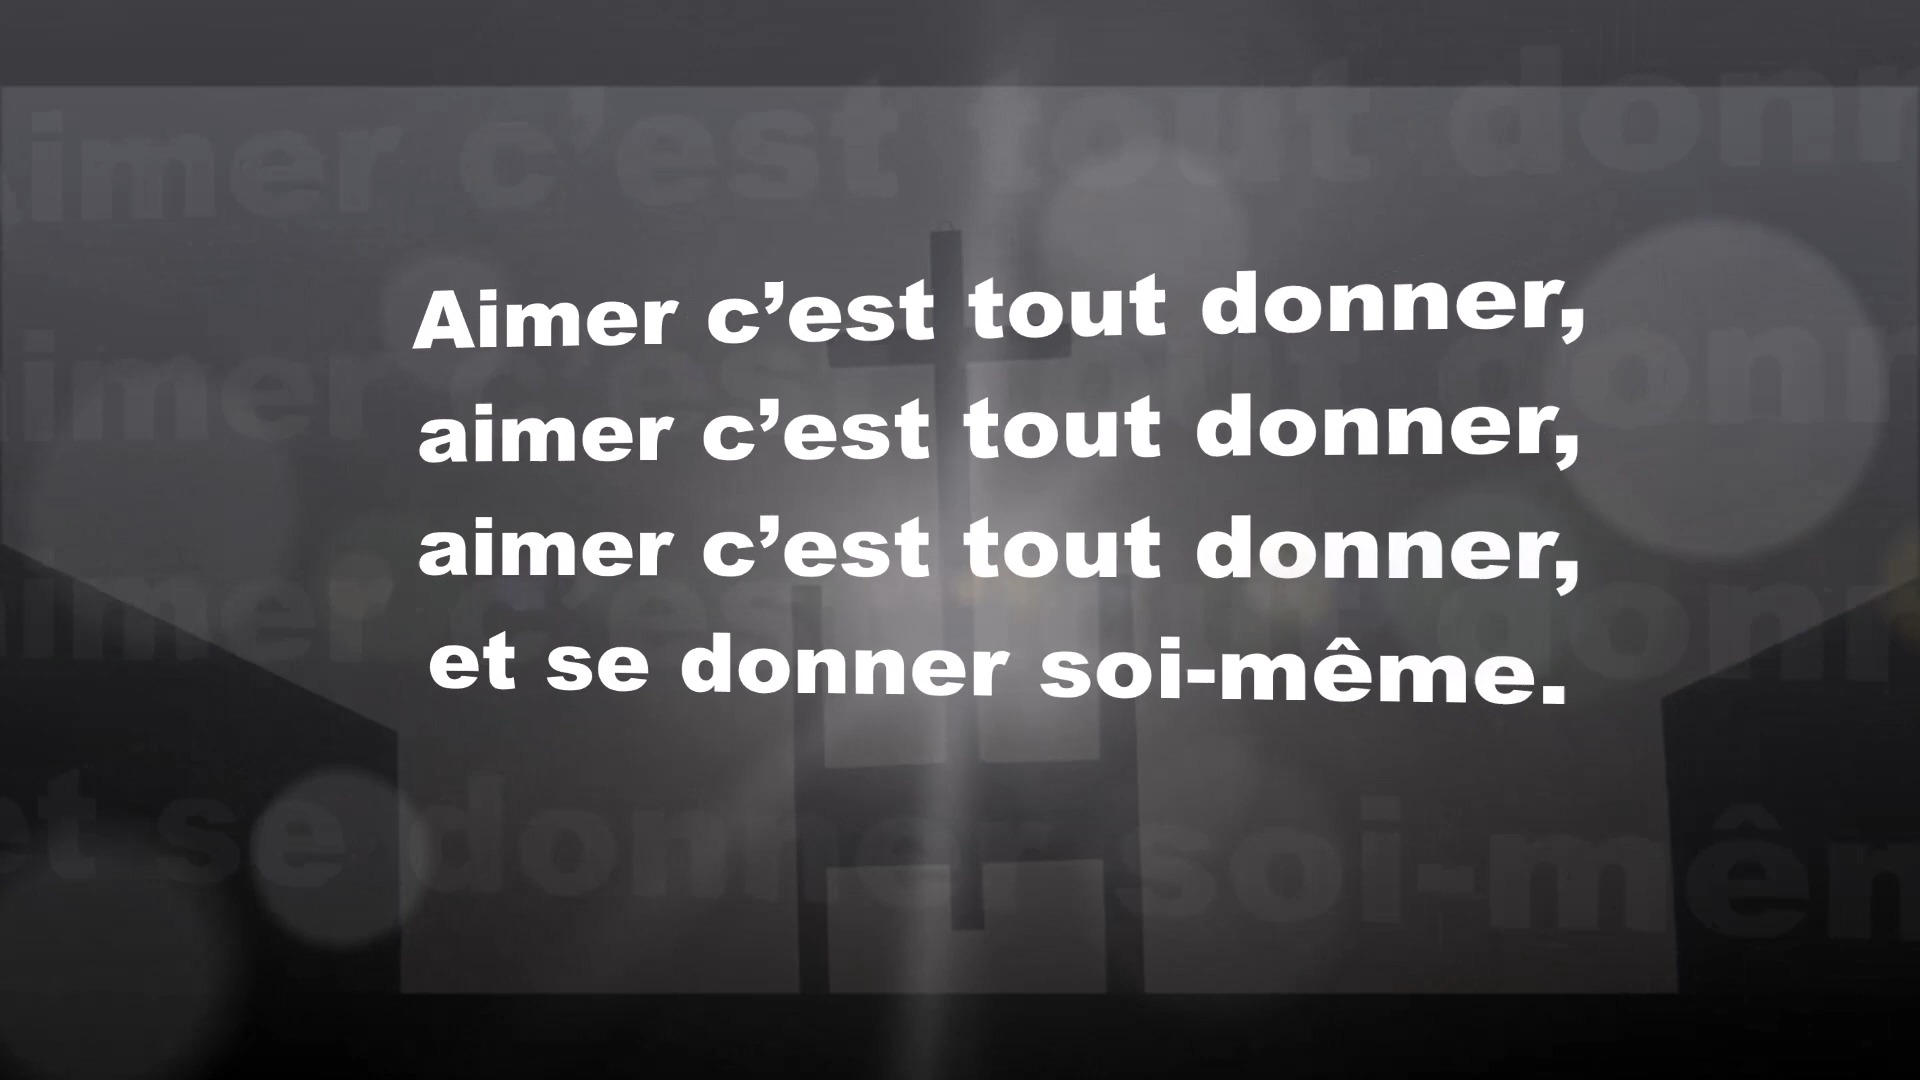 Aimer c’est tout donner,
aimer c’est tout donner,
aimer c’est tout donner,
et se donner soi-même.